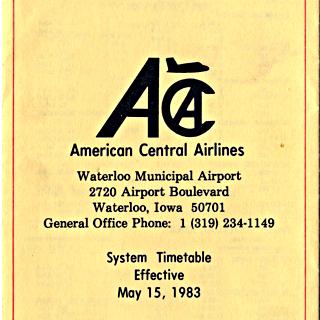 ACA
American Central Airlines
Waterloo Municipal Airport
2720 Airport Boulevard
Waterloo, Iowa 50701
General Office Phone: 1 (319) 234-1149
System Timetable
Effective
May 15, 1983